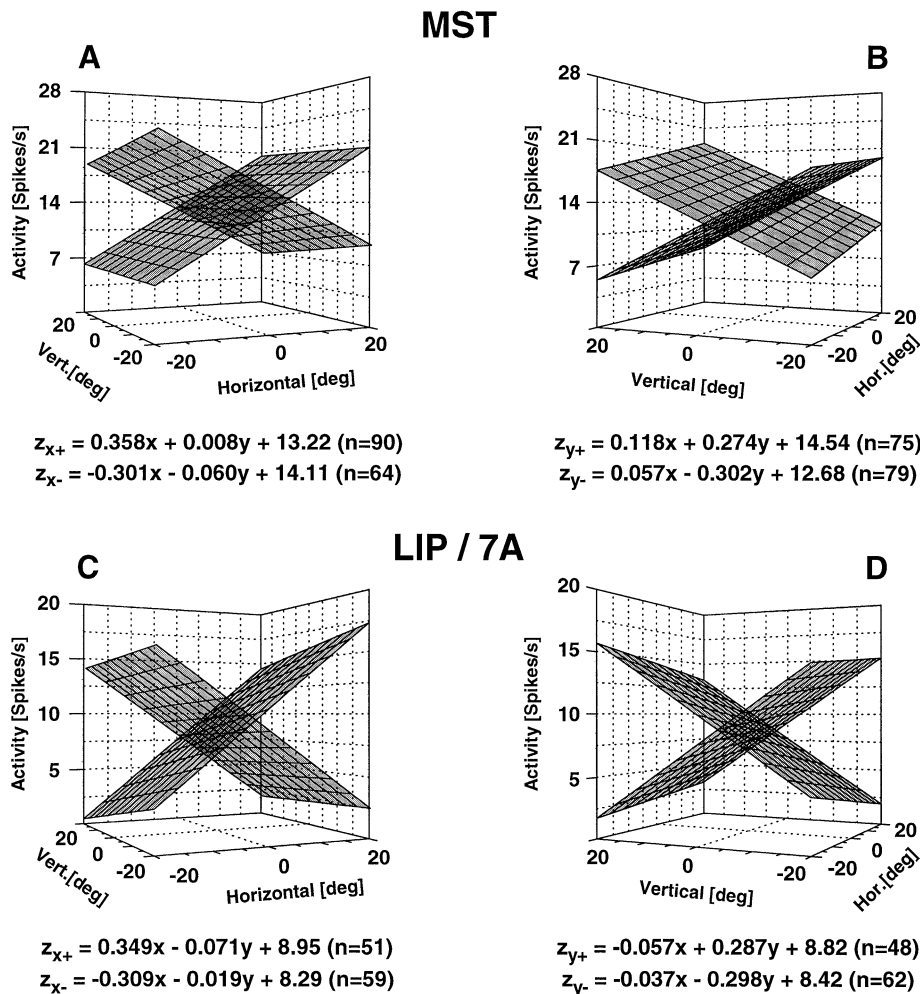 MST
A
B
28
21
14
7
Activity [Spikes/s]
20
0
-20
Vert.[deg]
-20
0
20
Horizontal [deg]
28
21
14
7
Activity [Spikes/s]
20
0
-20
Vertical [deg]
20
0
-20
Hor.[deg]
zx+ = 0.358x + 0.008y + 13.22 (n=90)
zx- = -0.301x - 0.060y + 14.11 (n=64)
zy+ = 0.118x + 0.274y + 14.54 (n=75)
zy- = 0.057x - 0.302y + 12.68 (n=79)
LIP / 7A
C
D
20
15
10
5
Activity [Spikes/s]
20
0
-20
Vert.[deg]
-20
0
20
Horizontal [deg]
20
15
10
5
Activity [Spikes/s]
20
0
-20
Vertical [deg]
20
0
-20
Hor.[deg]
zx+ = 0.349x - 0.071y + 8.95 (n=51)
zx- = -0.309x - 0.019y + 8.29 (n=59)
zy+ = -0.057x + 0.287y + 8.82 (n=48)
zy- = -0.037x - 0.298y + 8.42 (n=62)